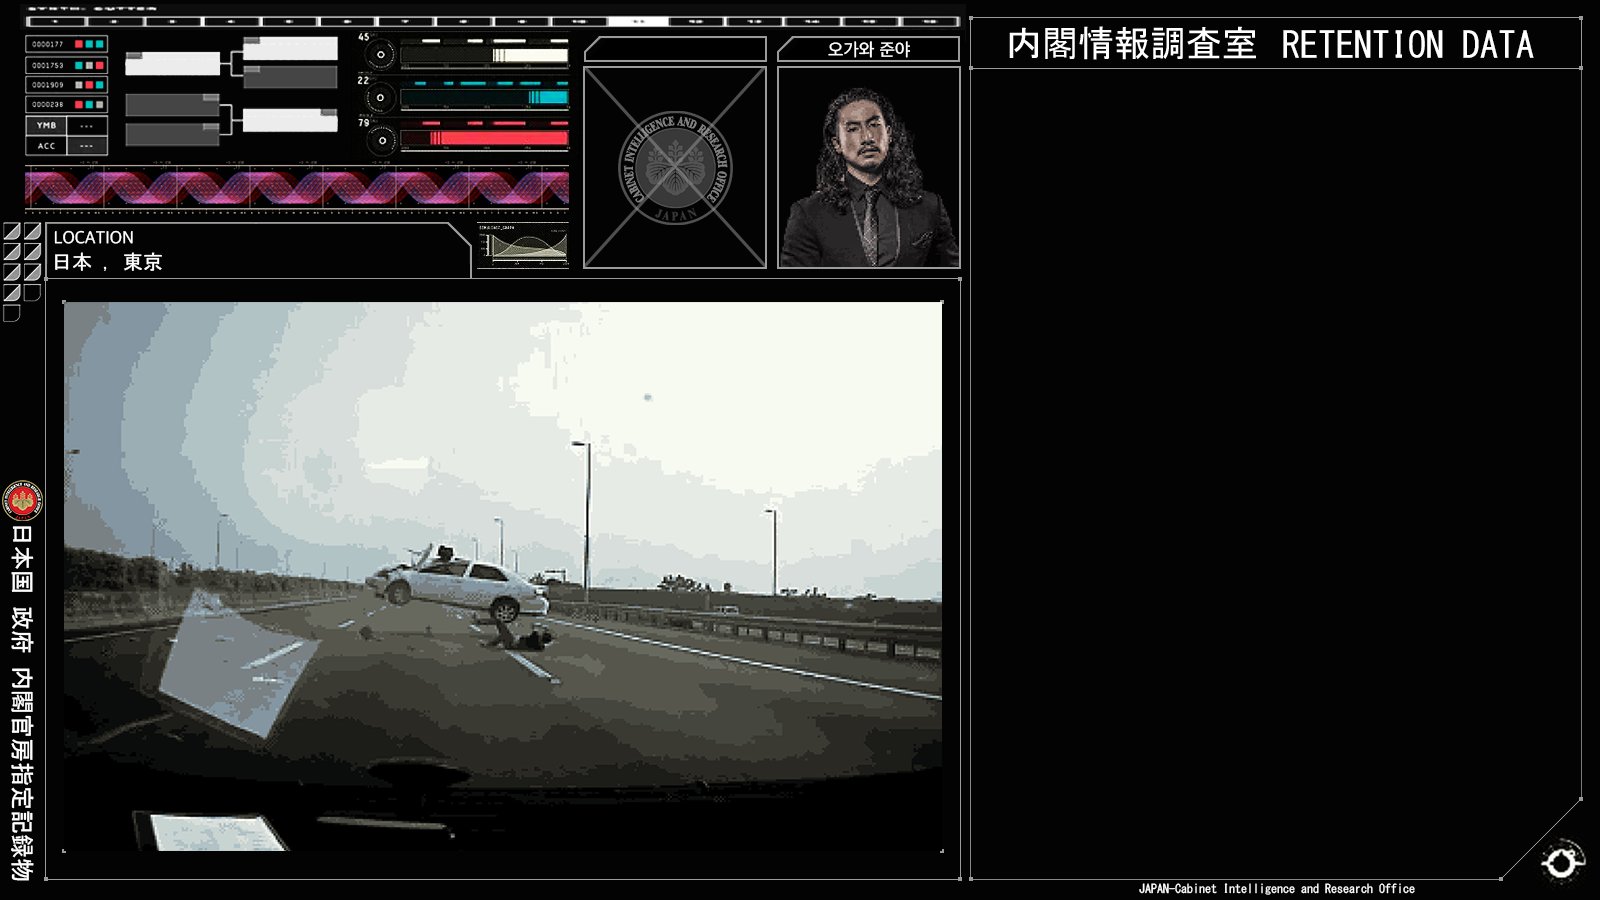 0000177
0001753
0001909
0000238
YMB ---
ACC ---
45
22
79
오가와 준야
CABINET INTELLIGENCE AND RESEARCH OFFICE
JAPAN
LOCATION
日本 , 東京
内閣情報調査室 RETENTION DATA
日本国 政府 内閣官房指定記録物
JAPAN-Cabinet Intelligence and Research Office